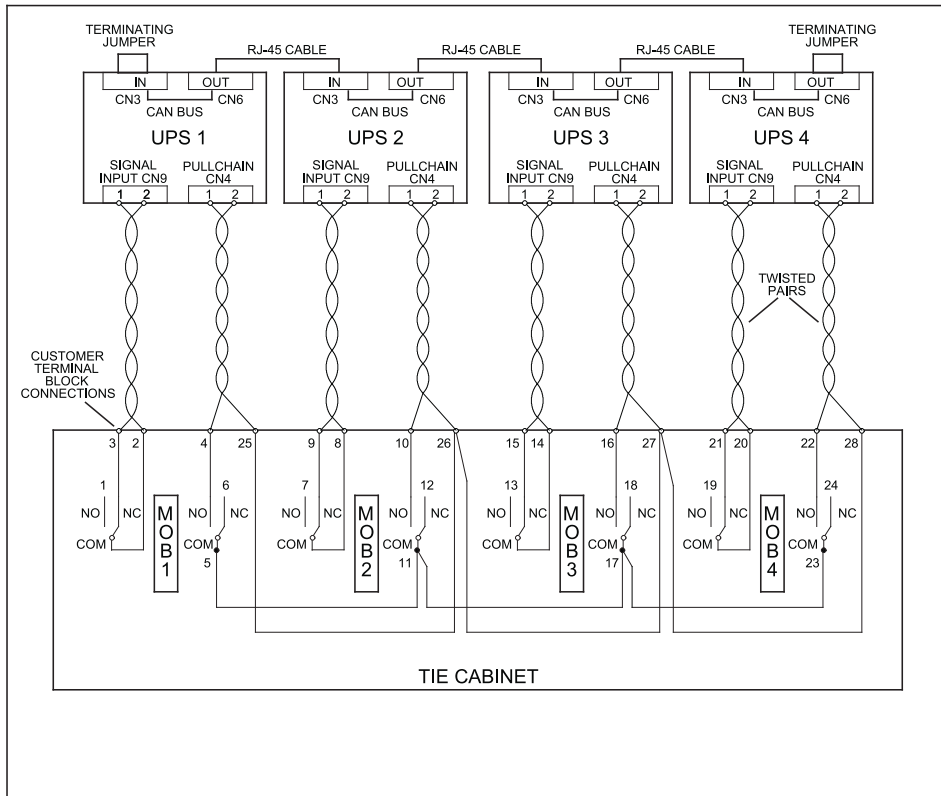 TERMINATING
JUMPER
RJ-45 CABLE
RJ-45 CABLE
RJ-45 CABLE
TERMINATING
JUMPER
IN OUT IN OUT IN OUT IN OUT
CN3 CN6 CN3 CN6 CN3 CN6 CN3 CN6
CAN BUS CAN BUS CAN BUS CAN BUS
UPS 1 UPS 2 UPS 3 UPS 4
SIGNAL PULLCHAIN SIGNAL PULLCHAIN SIGNAL PULLCHAIN SIGNAL PULLCHAIN
INPUT CN9 CN4 INPUT CN9 CN4 INPUT CN9 CN4 INPUT CN9 CN4
1 2 1 2 1 2 1 2 1 2 1 2 1 2 1 2
TWISTED
PAIRS
CUSTOMER
TERMINAL
BLOCK
CONNECTIONS
3 2 4 25 9 8 10 26 15 14 16 27 21 20 22 28
1 6 7 12 13 18 19 24
NO NC NO NC NO NC NO NC NO NC NO NC NO NC NO NC
COM COM COM COM COM COM COM COM
5 11 17 23
MOB1
MOB2
MOB3
MOB4
TIE CABINET